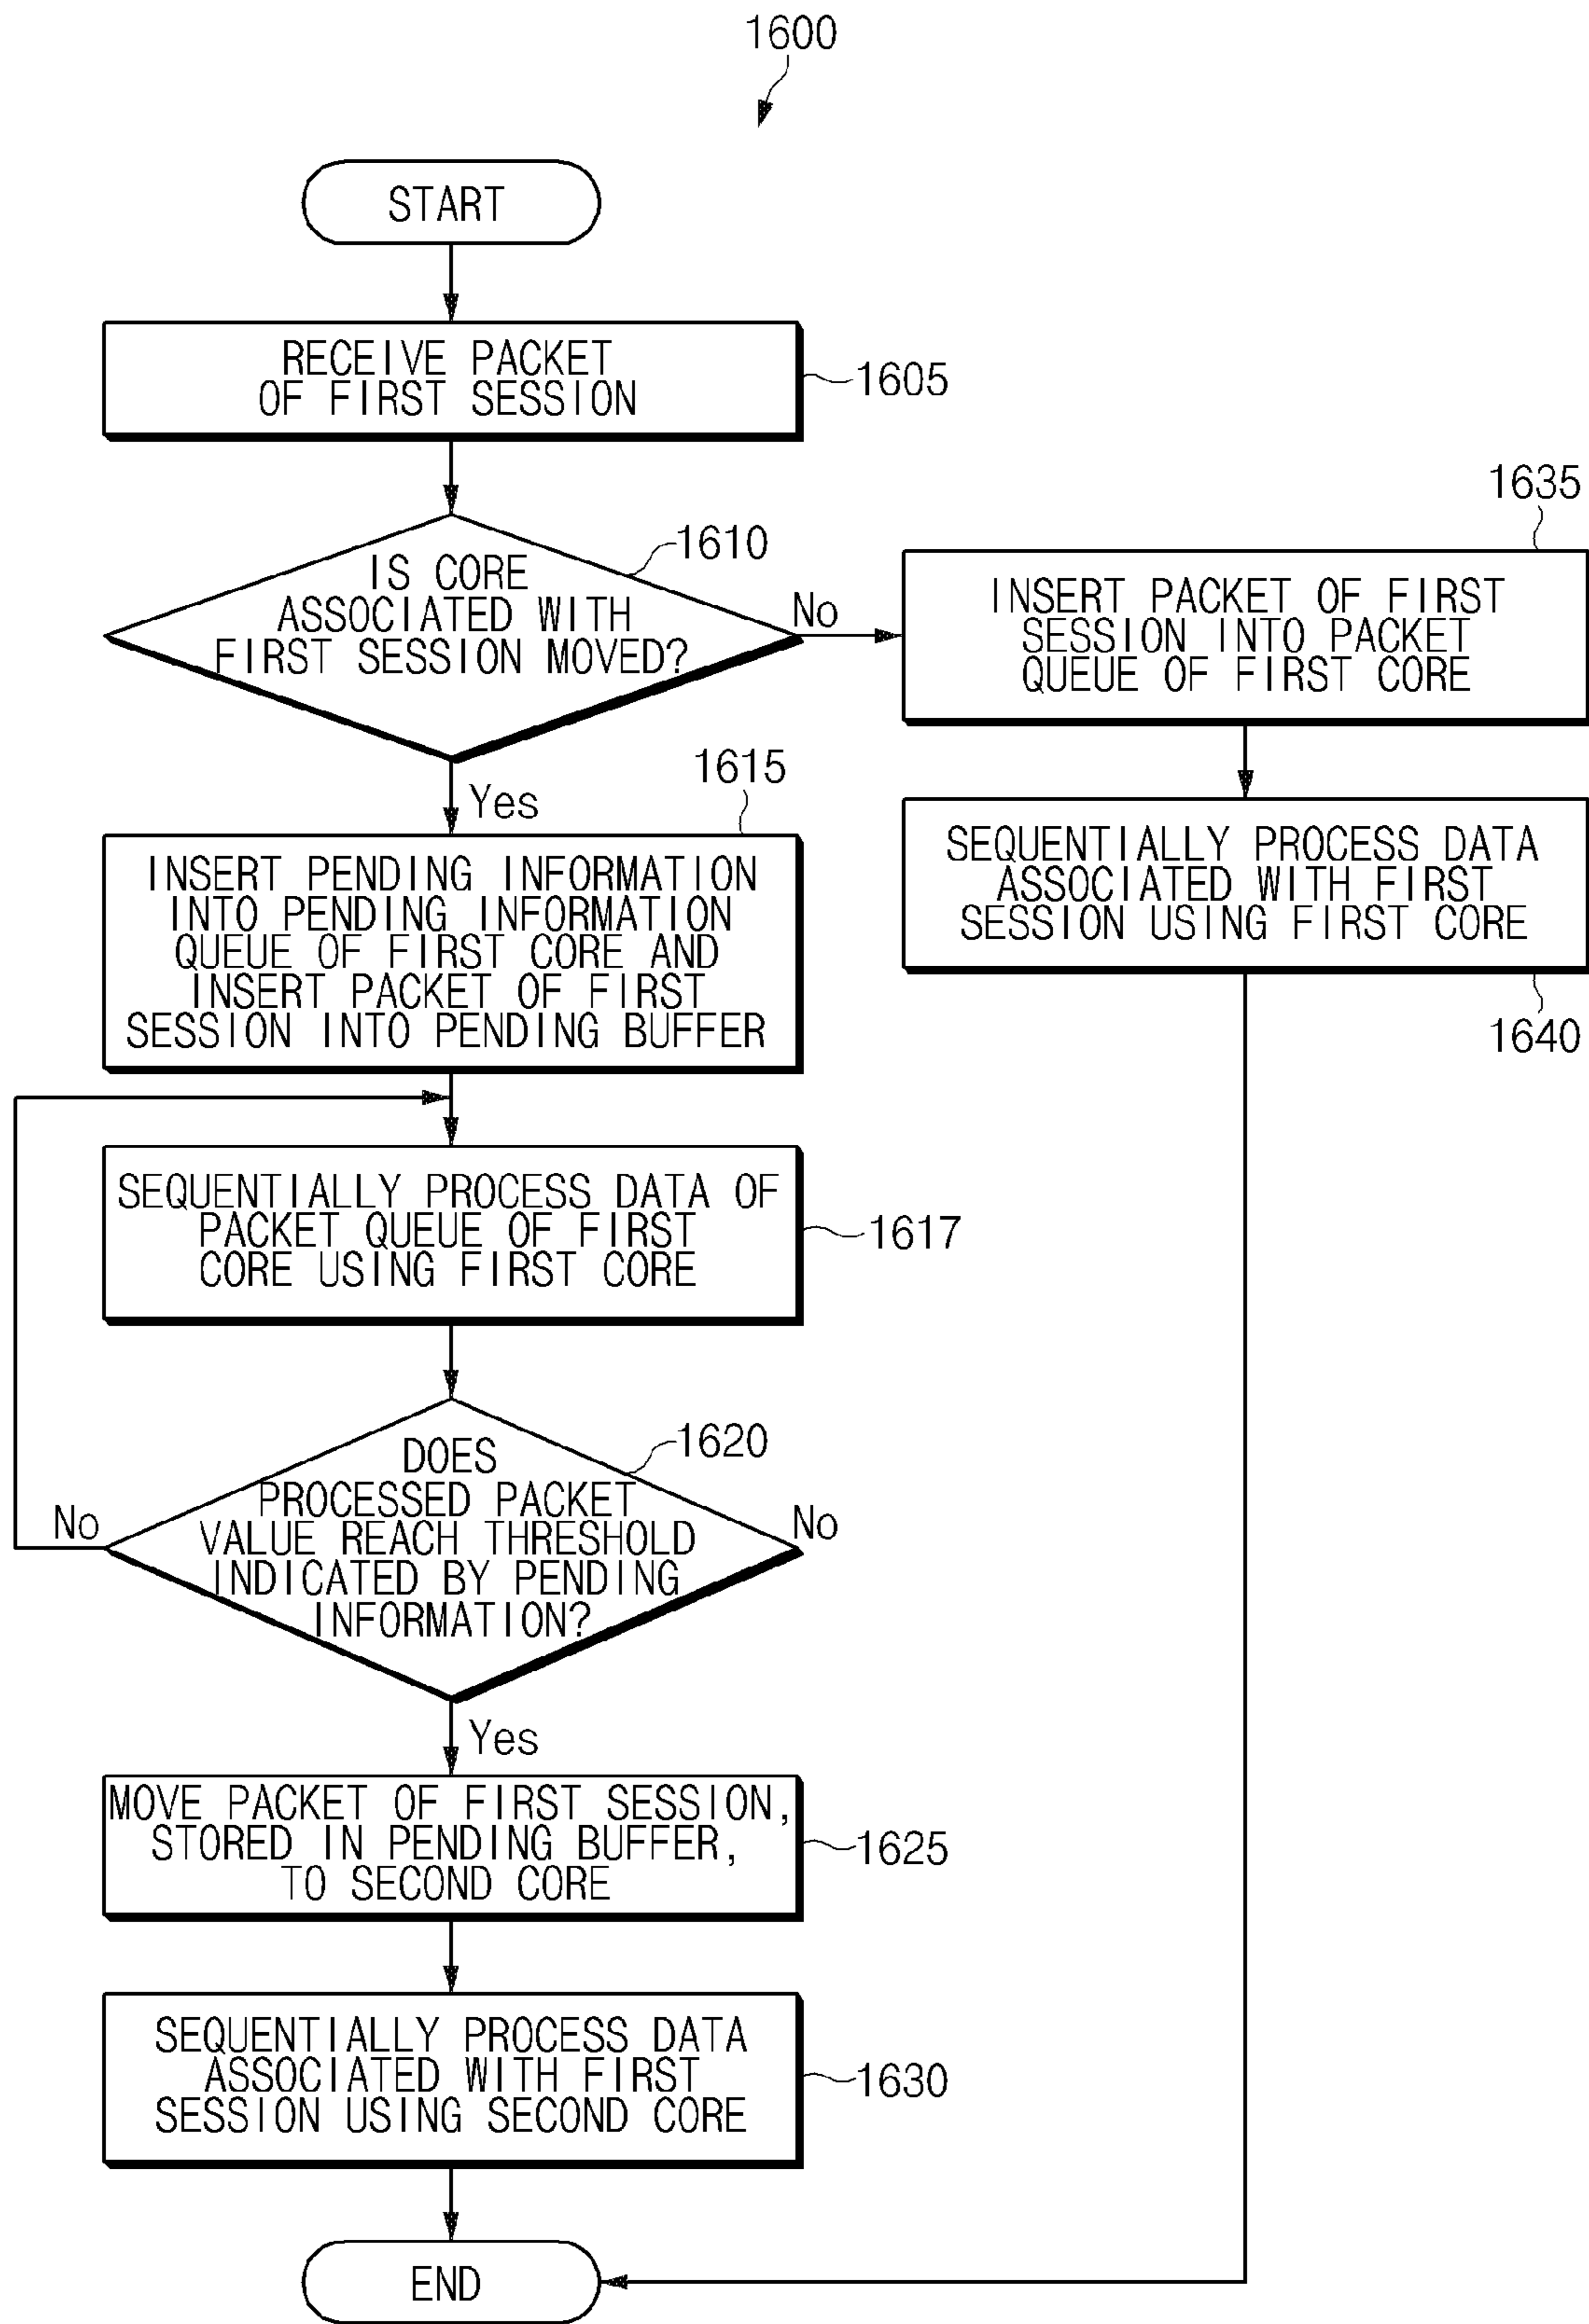 1600
START
RECEIVE PACKET
OF FIRST SESSION
1605
1610
IS CORE
ASSOCIATED WITH
FIRST SESSION MOVED?
No
Yes
1635
INSERT PACKET OF FIRST
SESSION INTO PACKET
QUEUE OF FIRST CORE
SEQUENTIALLY PROCESS DATA
ASSOCIATED WITH FIRST
SESSION USING FIRST CORE
1640
1615
INSERT PENDING INFORMATION
INTO PENDING INFORMATION
QUEUE OF FIRST CORE AND
INSERT PACKET OF FIRST
SESSION INTO PENDING BUFFER
SEQUENTIALLY PROCESS DATA OF
PACKET QUEUE OF FIRST
CORE USING FIRST CORE
1617
1620
DOES
PROCESSED PACKET
VALUE REACH THRESHOLD
INDICATED BY PENDING
INFORMATION?
No
No
Yes
MOVE PACKET OF FIRST SESSION,
STORED IN PENDING BUFFER,
TO SECOND CORE
1625
SEQUENTIALLY PROCESS DATA
ASSOCIATED WITH FIRST
SESSION USING SECOND CORE
1630
END